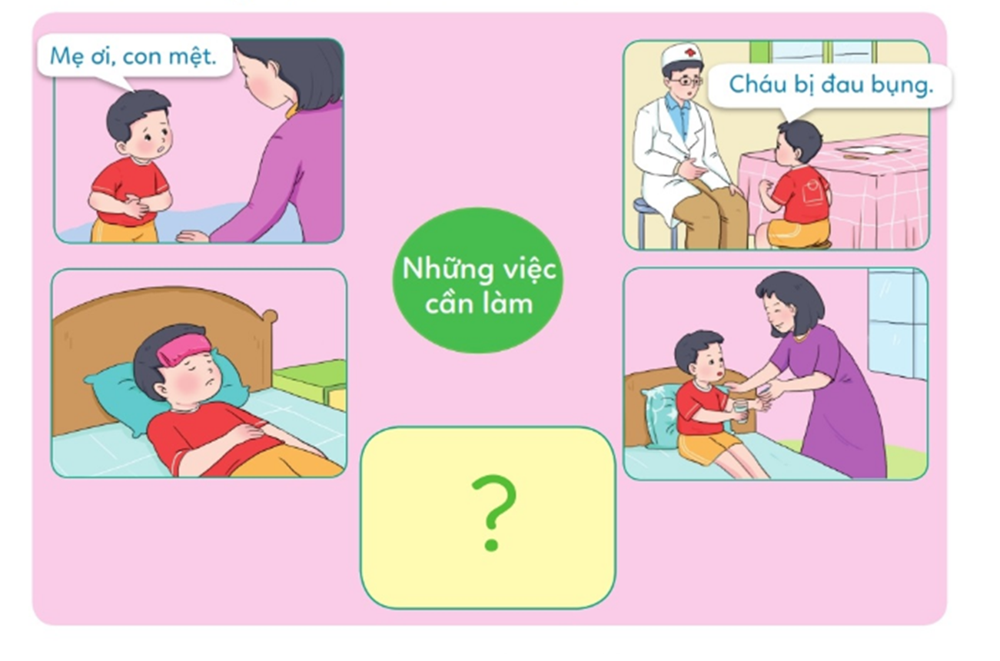 Mẹ ơi, con mệt.
Cháu bị đau bụng.
Những việc
cần làm
?